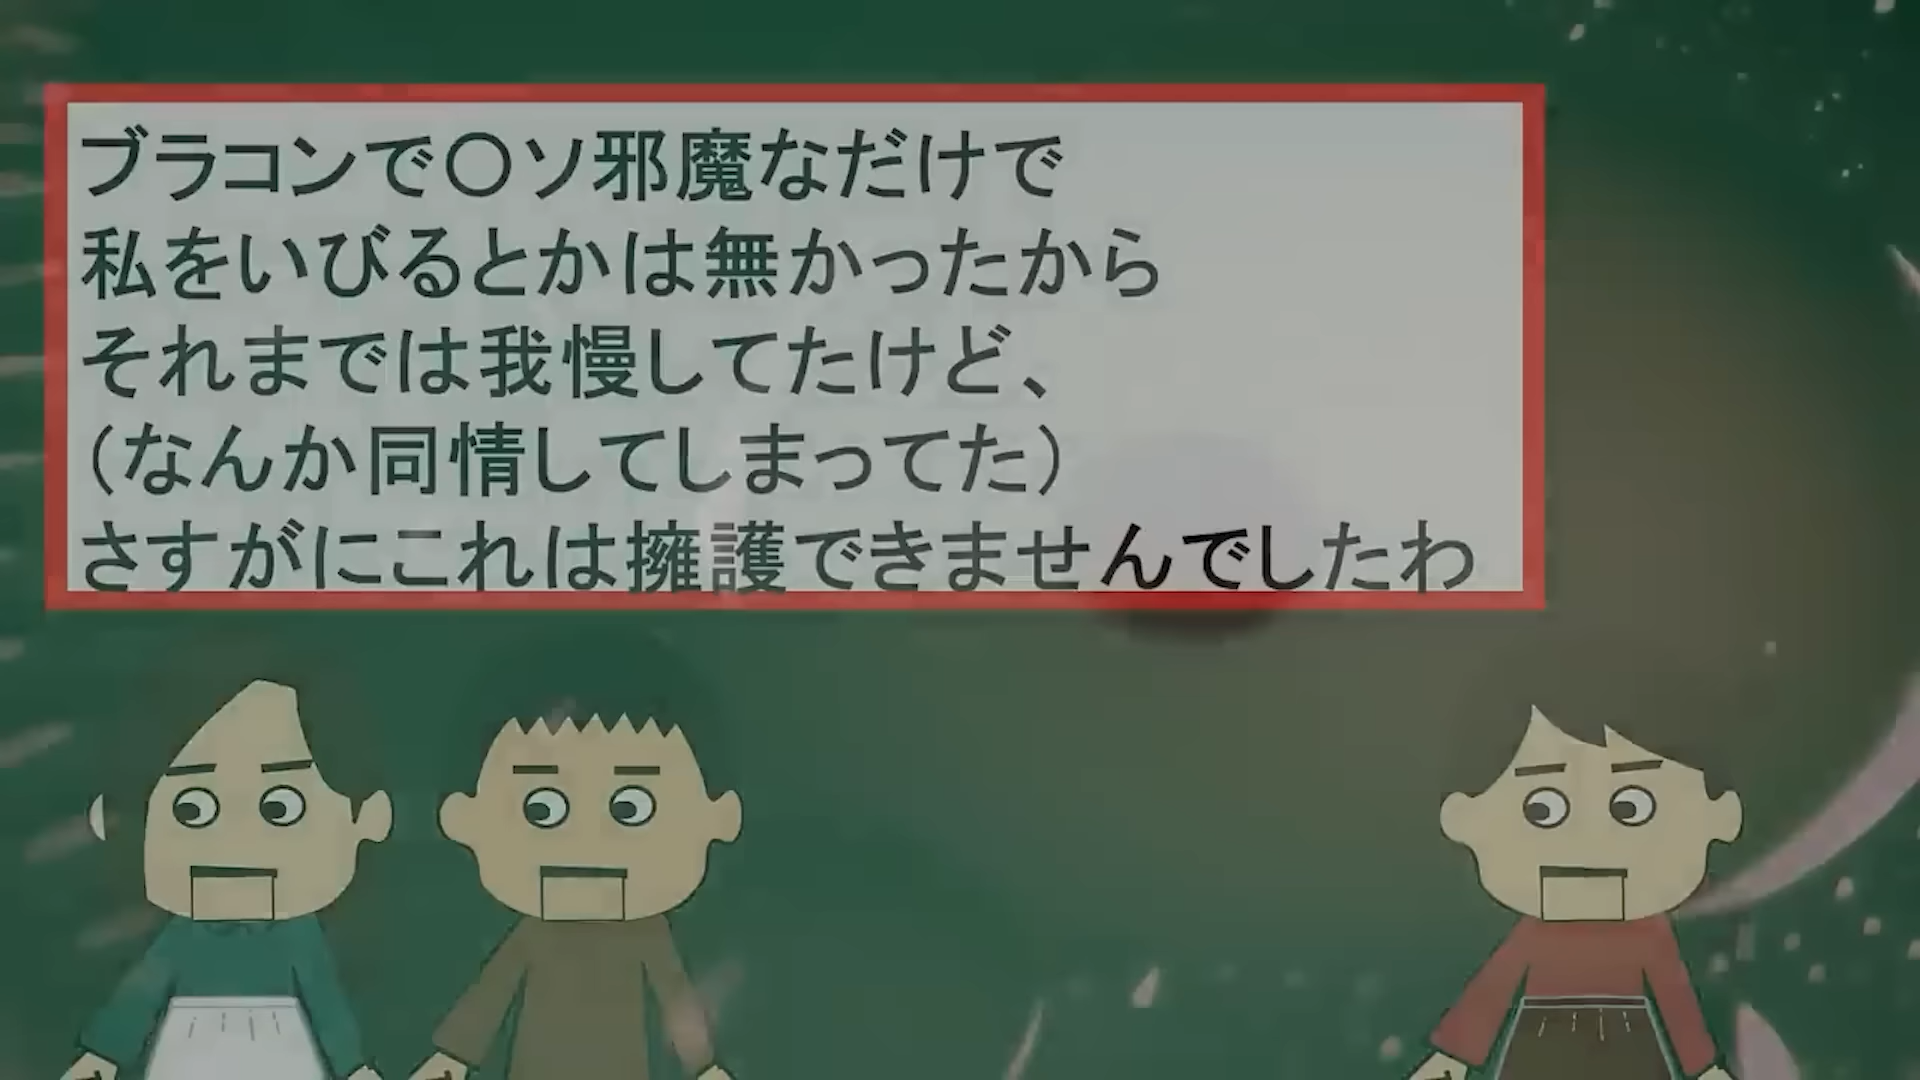 ブラコンで〇ソ邪魔なだけで
私をいびるとかは無かったから
それまでは我慢してたけど、
（なんか同情してしまってた）
さすがにこれは擁護できませんでしたわ